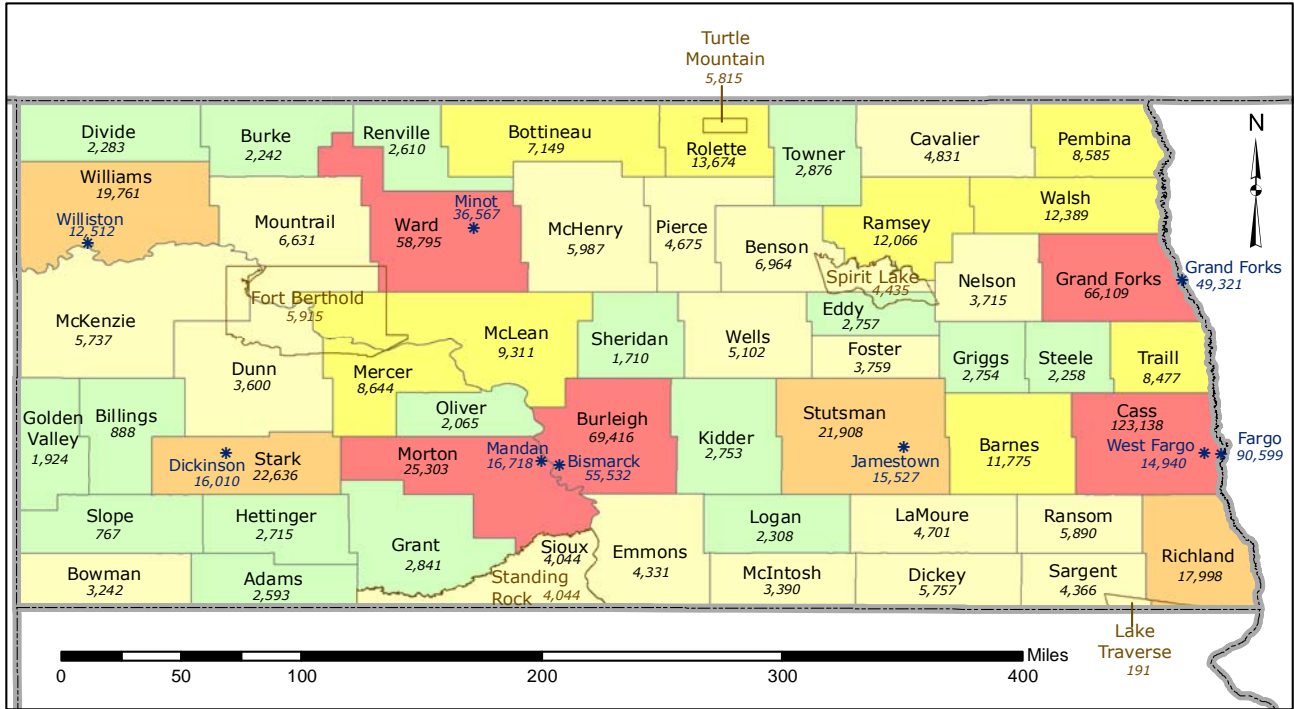 Turtle
Mountain
5,815
N
Divide
2,283
Burke
2,242
Renville
2,610
Bottineau
7,149
Rolette
13,674
Towner
2,876
Cavalier
4,831
Pembina
8,585
Williams
19,761
Williston
12,512
Mountrail
6,631
Ward
58,795
Minot
36,567
McHenry
5,987
Pierce
4,675
Benson
6,964
Ramsey
12,066
Walsh
12,389
Spirit Lake
4,435
Nelson
3,715
Grand Forks
66,109
Grand Forks
49,321
McKenzie
5,737
Fort Berthold
5,915
Dunn
3,600
Mercer
8,644
McLean
9,311
Sheridan
1,710
Wells
5,102
Eddy
2,757
Foster
3,759
Griggs
2,754
Steele
2,258
Traill
8,477
Golden
Valley
1,924
Billings
888
Dickinson
16,010
Stark
22,636
Oliver
2,065
Morton
25,303
Mandan
16,718
Burleigh
69,416
Bismarck
55,532
Kidder
2,753
Stutsman
21,908
Jamestown
15,527
Barnes
11,775
Cass
123,138
West Fargo
14,940
Fargo
90,599
Slope
767
Hettinger
2,715
Grant
2,841
Sioux
4,044
Standing
Rock
4,044
Emmons
4,331
Logan
2,308
LaMoure
4,701
Ransom
5,890
Richland
17,998
Bowman
3,242
Adams
2,593
McIntosh
3,390
Dickey
5,757
Sargent
4,366
Lake
Traverse
191
Miles
0 50 100 200 300 400